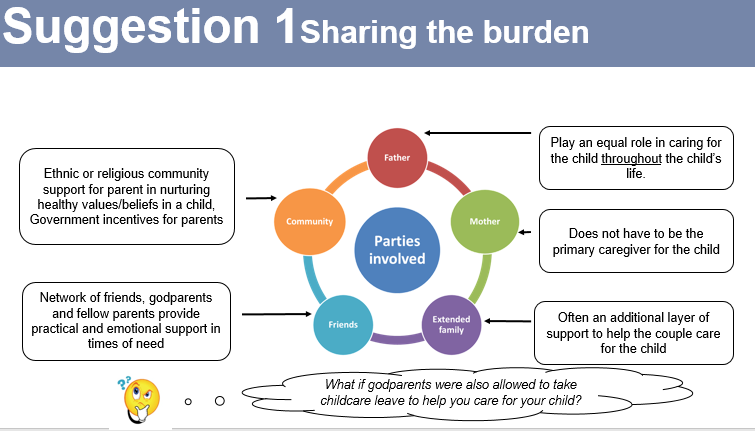 Suggestion 1 Sharing the burden
Father
Play an equal role in caring for
the child throughout the child's
life.
Ethnic or religious community
support for parent in nurturing
healthy values/beliefs in a child,
Government incentives for parents
Community
Mother
Does not have to be the
primary caregiver for the child
Parties
involved
Network of friends, godparents
and fellow parents provide
practical and emotional support in
times of need
Friends
Extended
family
Often an additional layer of
support to help the couple care
for the child
??
What if godparents were also allowed to take
childcare leave to help you care for your child?